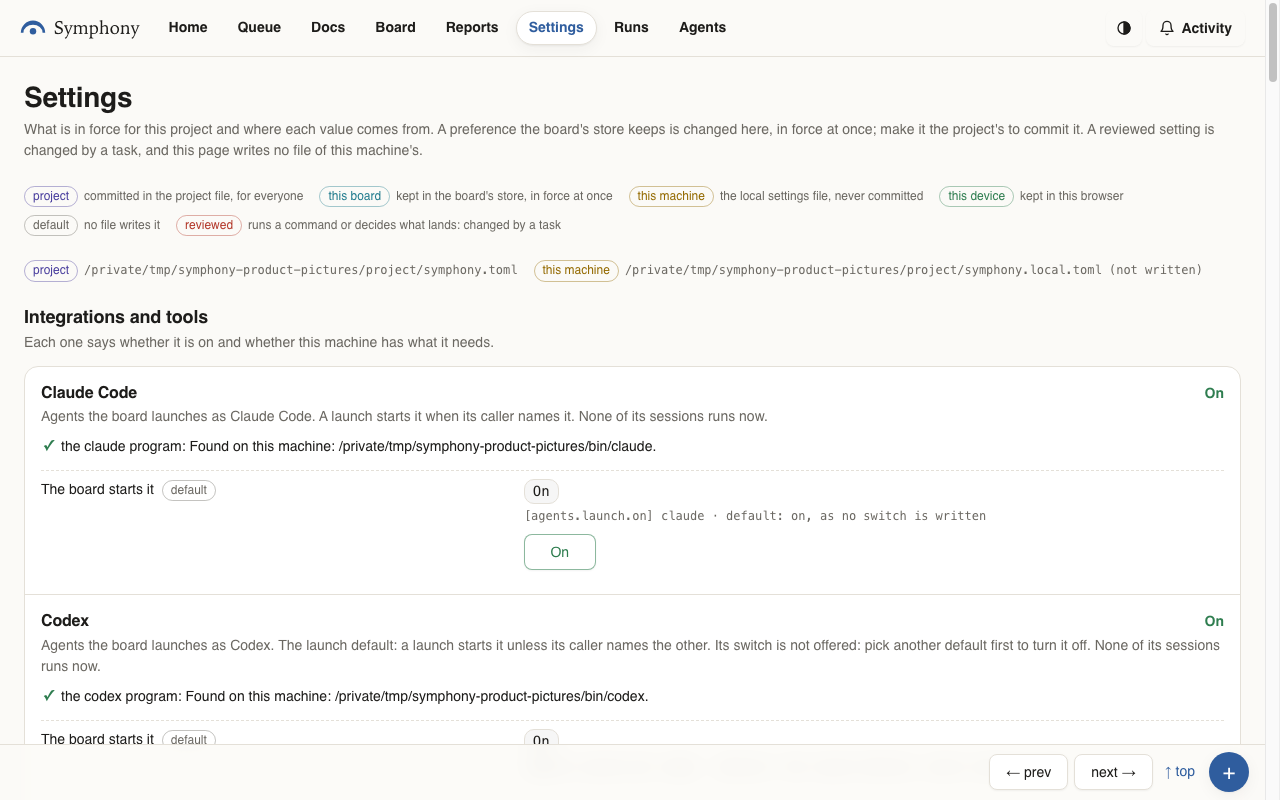 Symphony Home Queue Docs Board Reports Settings Runs Agents Activity
Settings
What is in force for this project and where each value comes from. A preference the board's store keeps is changed here, in force at once; make it the project's to commit it. A reviewed setting is
changed by a task, and this page writes no file of this machine's.
project committed in the project file, for everyone this board kept in the board's store, in force at once this machine the local settings file, never committed this device kept in this browser
default no file writes it reviewed runs a command or decides what lands: changed by a task
project /private/tmp/symphony-product-pictures/project/symphony.toml this machine /private/tmp/symphony-product-pictures/project/symphony.local.toml (not written)
Integrations and tools
Each one says whether it is on and whether this machine has what it needs.
Claude Code On
Agents the board launches as Claude Code. A launch starts it when its caller names it. None of its sessions runs now.
✓ the claude program: Found on this machine: /private/tmp/symphony-product-pictures/bin/claude.
The board starts it default On
[agents.launch.on] claude · default: on, as no switch is written
On
Codex On
Agents the board launches as Codex. The launch default: a launch starts it unless its caller names the other. Its switch is not offered: pick another default first to turn it off. None of its sessions
runs now.
✓ the codex program: Found on this machine: /private/tmp/symphony-product-pictures/bin/codex.
The board starts it default On
← prev next → ↑ top +